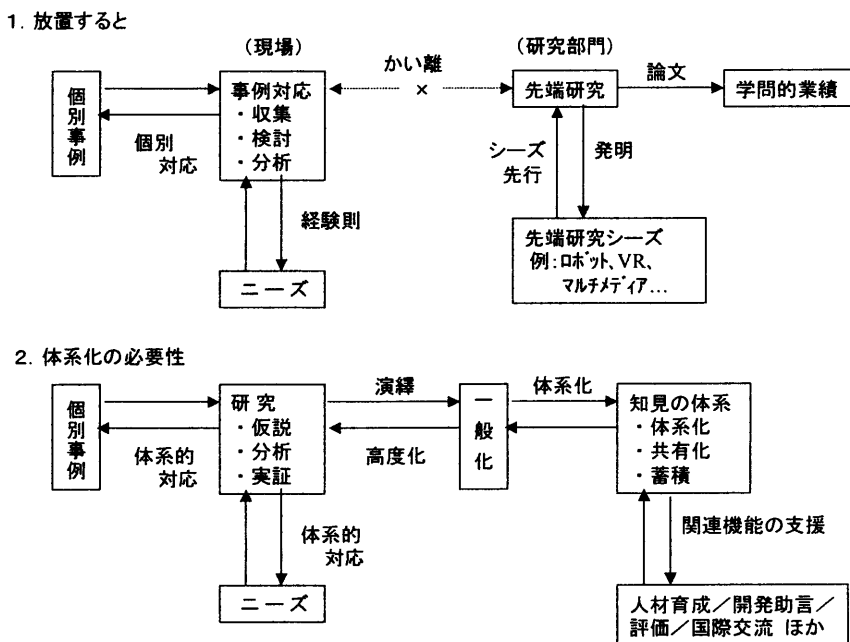 1. 放置すると
(現場)
(研究部門)
個別事例
個別
対応
事例対応
・収集
・検討
・分析
かい離
×
先端研究
論文
学問的業績
経験則
ニーズ
シーズ
先行
発明
先端研究シーズ
例:ロボット、VR、
マルチメディア...
2. 体系化の必要性
個別事例
体系的
対応
研 究
・仮説
・分析
・実証
演繹
高度化
一般化
体系化
知見の体系
・体系化
・共有化
・蓄積
体系的
対応
ニーズ
関連機能の支援
人材育成/開発助言/
評価/国際交流 ほか